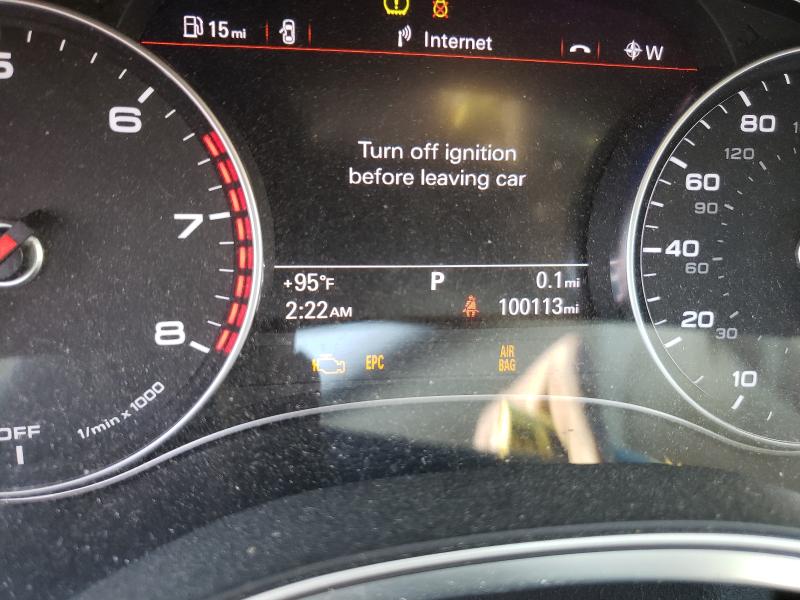 15mi
Internet
W
Turn off ignition
before leaving car
+95°F P 0.1mi
2:22AM 100113mi
EPC
AIR
BAG
5
6
7
8
1/min x 1000
OFF
80
120
60
90
40
60
20
30
10